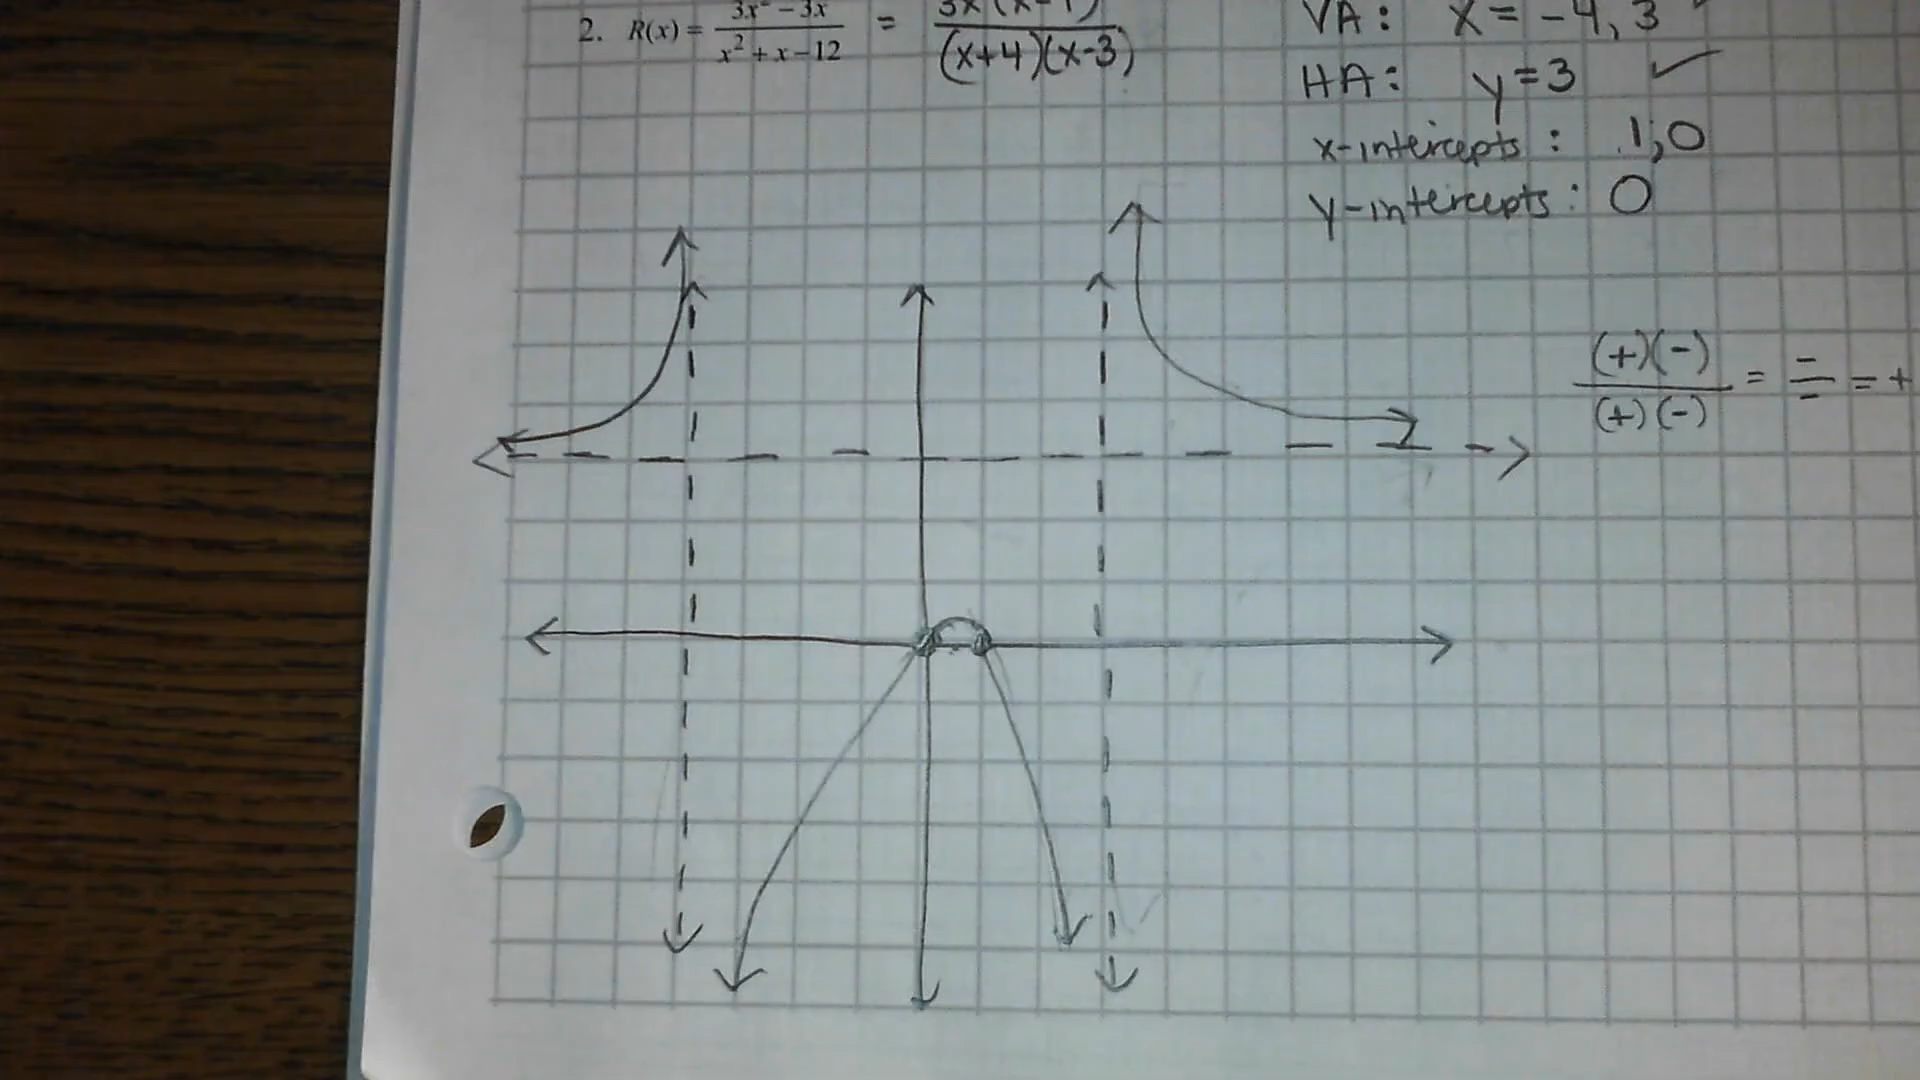 2. R(x) = 3x² − 3x / x² + x − 12 = 3x(x−1) / (x+4)(x−3)
VA: x = −4, 3 ✓
HA: y = 3 ✓
x-intercepts: 1, 0
y-intercepts: 0
(+)(−) / (+)(−) = − / − = +